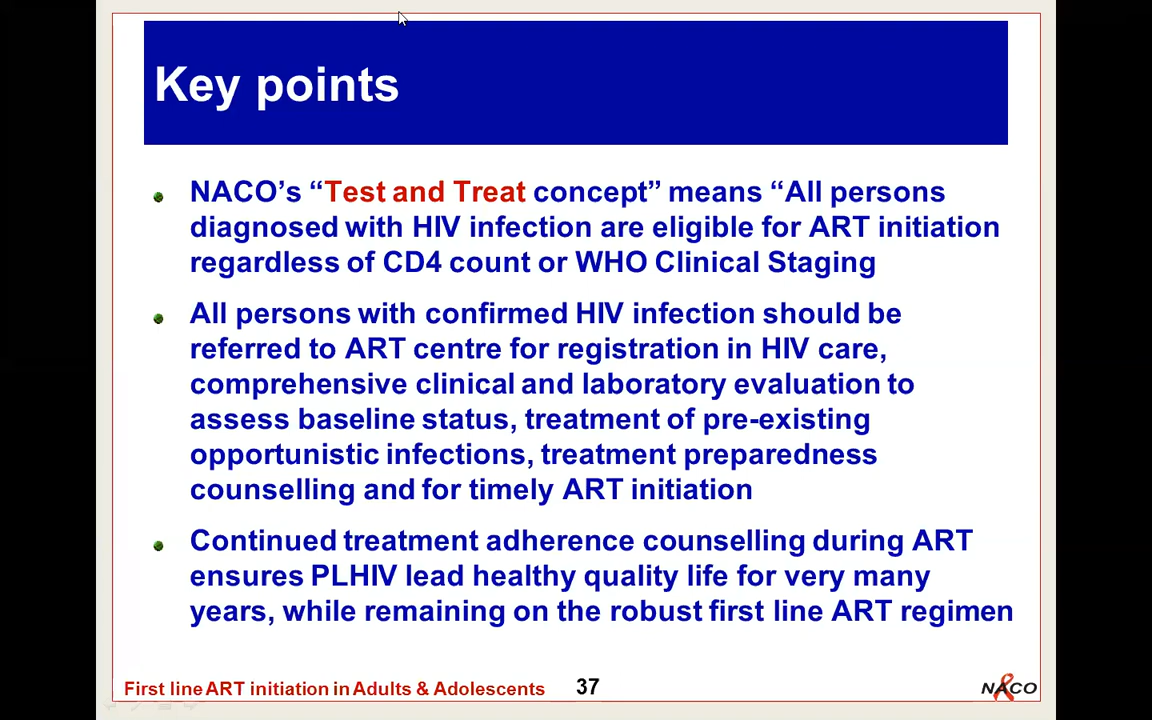 Key points
NACO’s “Test and Treat concept” means “All persons
diagnosed with HIV infection are eligible for ART initiation
regardless of CD4 count or WHO Clinical Staging
All persons with confirmed HIV infection should be
referred to ART centre for registration in HIV care,
comprehensive clinical and laboratory evaluation to
assess baseline status, treatment of pre-existing
opportunistic infections, treatment preparedness
counselling and for timely ART initiation
Continued treatment adherence counselling during ART
ensures PLHIV lead healthy quality life for very many
years, while remaining on the robust first line ART regimen
First line ART initiation in Adults & Adolescents 37 NACO